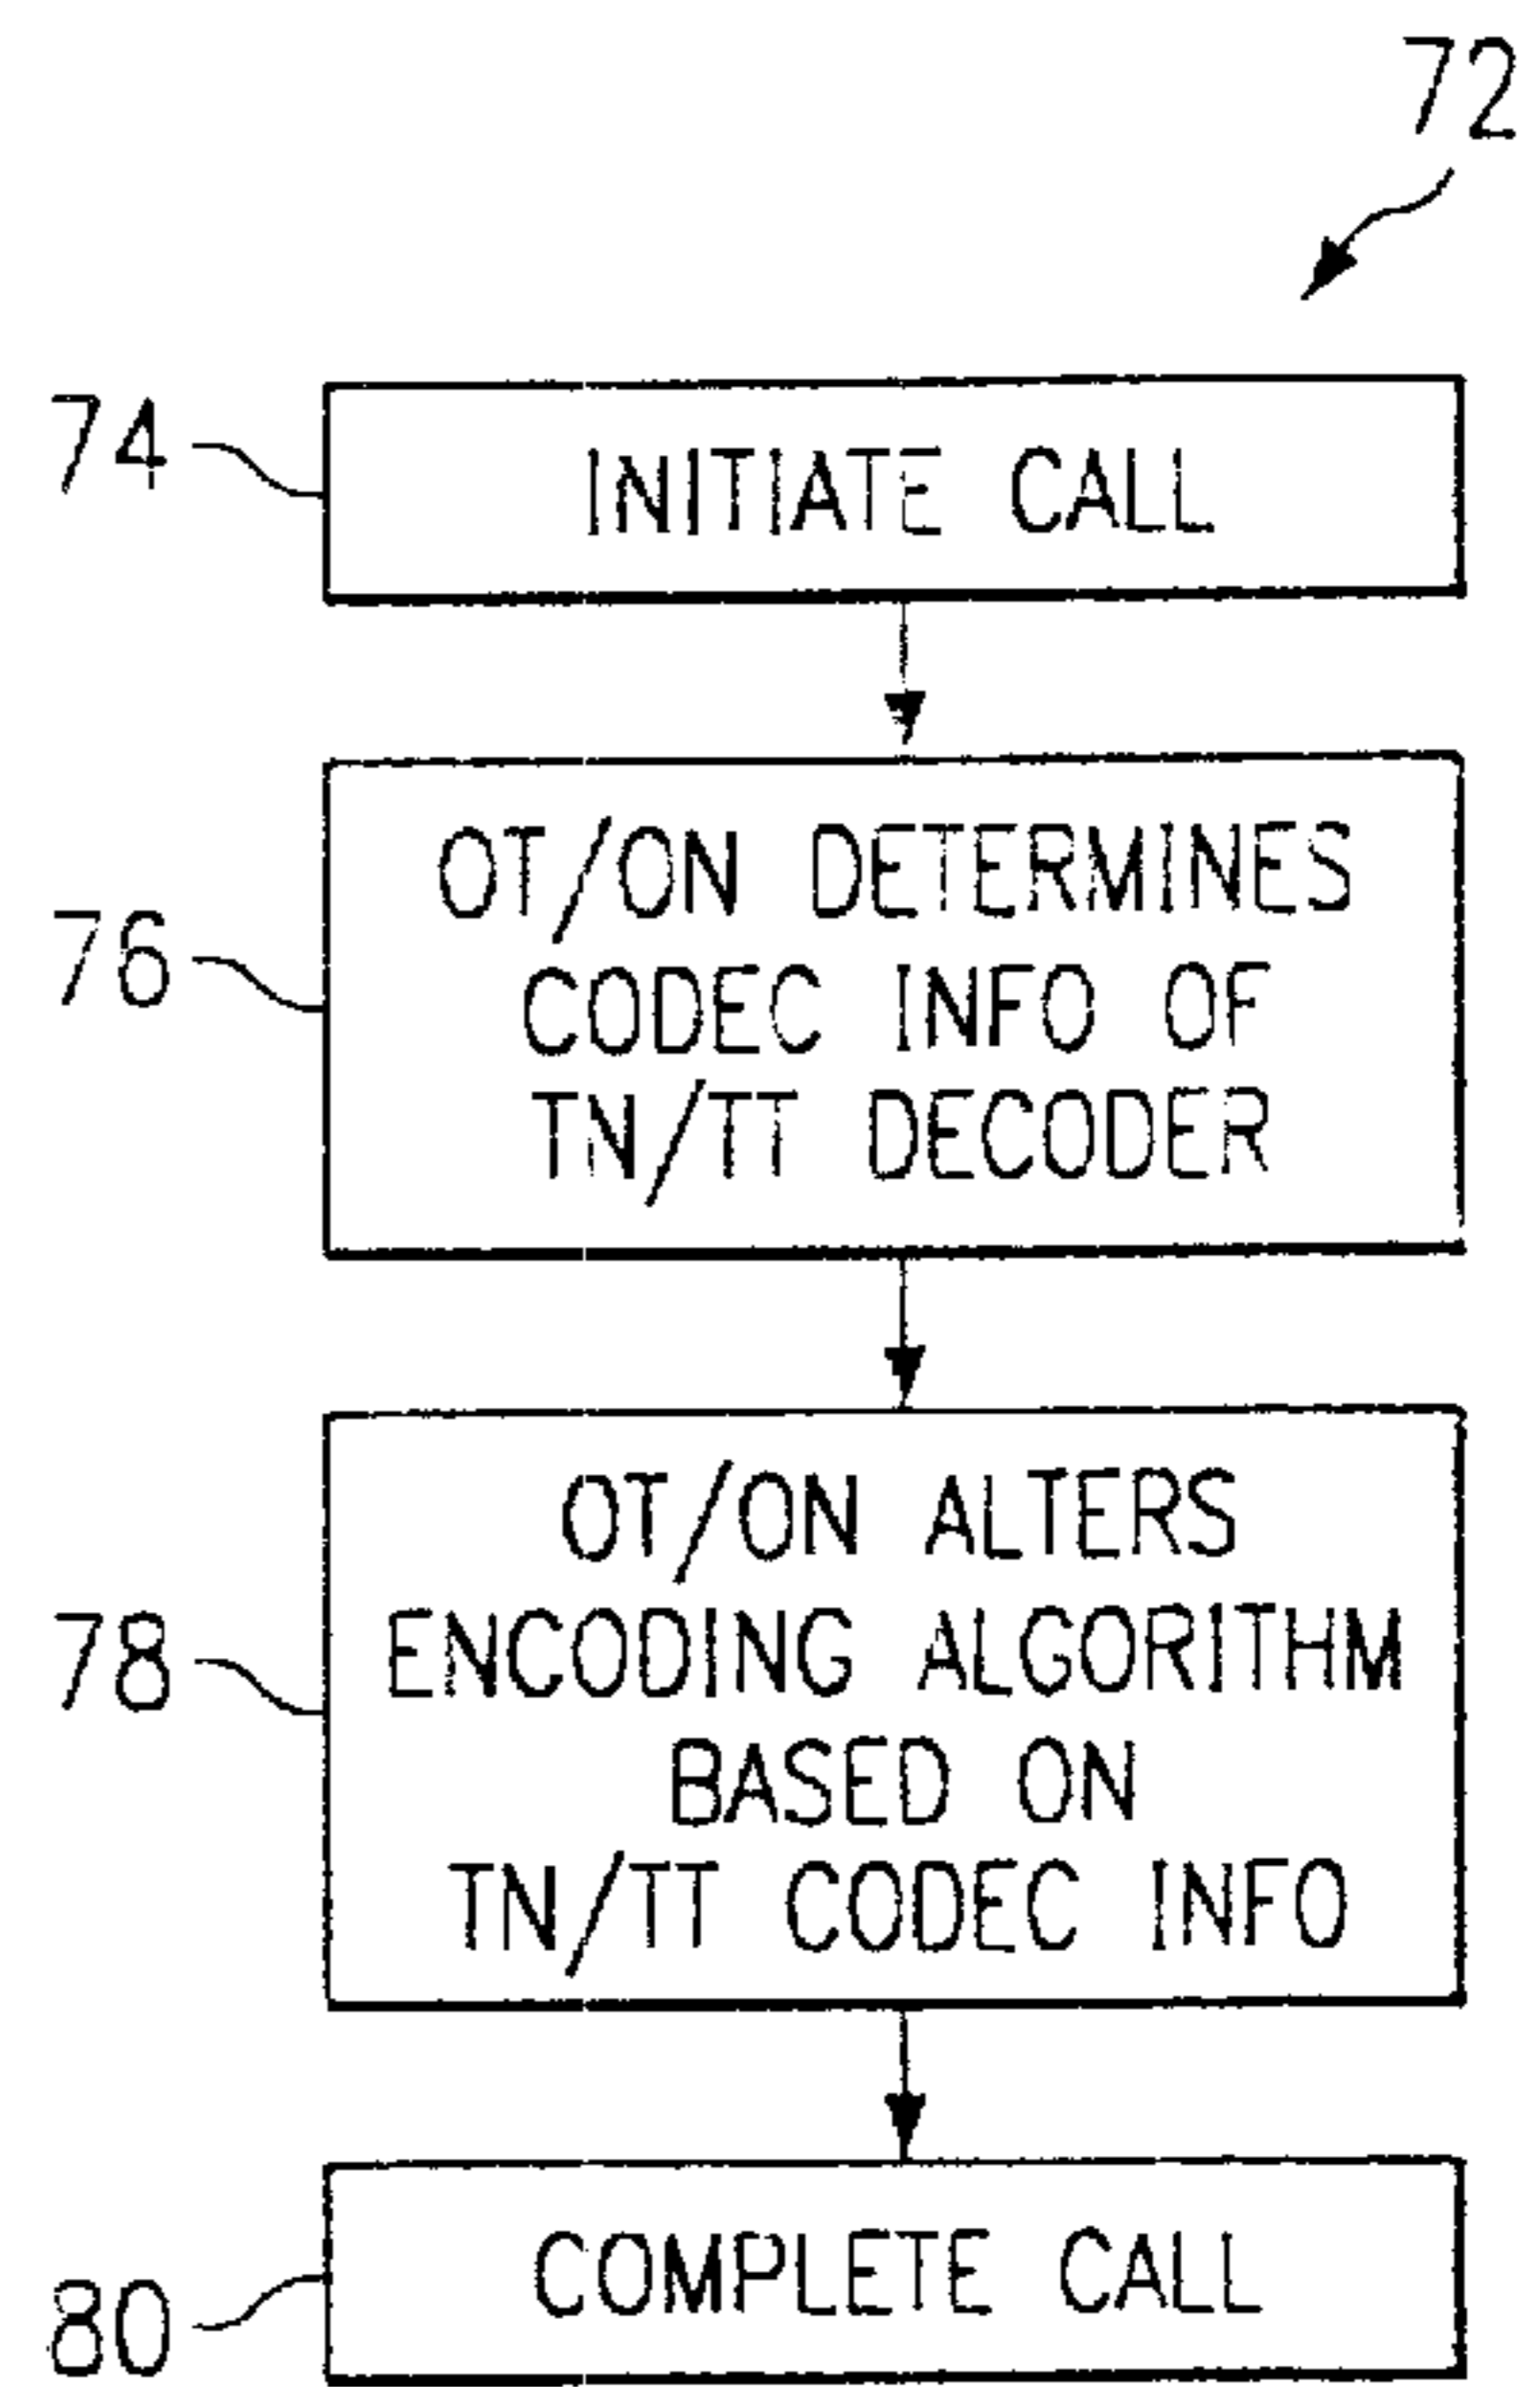 72
74
INITIATE CALL
76
OT/ON DETERMINES
CODEC INFO OF
TN/TT DECODER
78
OT/ON ALTERS
ENCODING ALGORITHM
BASED ON
TN/TT CODEC INFO
80
COMPLETE CALL